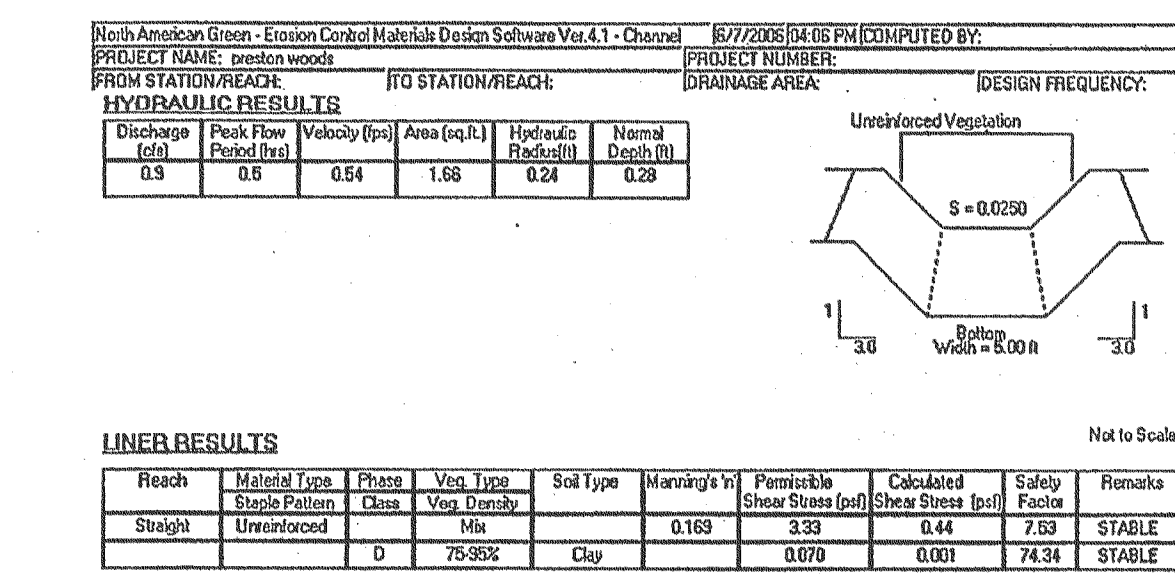 North American Green - Erosion Control Materials Design Software Ver.4.1 - Channel 6/7/2006 04:06 PM COMPUTED BY:
PROJECT NAME: preston woods PROJECT NUMBER:
FROM STATION/REACH: TO STATION/REACH: DRAINAGE AREA: DESIGN FREQUENCY:
HYDRAULIC RESULTS
Discharge (cfs) Peak Flow Period (hrs) Velocity (fps) Area (sq.ft.) Hydraulic Radius(ft) Normal Depth (ft)
0.9 0.5 0.54 1.66 0.24 0.28
Unreinforced Vegetation
S = 0.0250
1 1
3.0 Bottom Width = 5.00 ft 3.0
LINER RESULTS
Not to Scale
Reach Material Type Phase Veg. Type Soil Type Manning's 'n' Permissible Calculated Safety Remarks
Staple Pattern Class Veg. Density Shear Stress (psf) Shear Stress (psf) Factor
Straight Unreinforced Mix 0.169 3.33 0.44 7.63 STABLE
D 75-95% Clay 0.070 0.001 74.34 STABLE